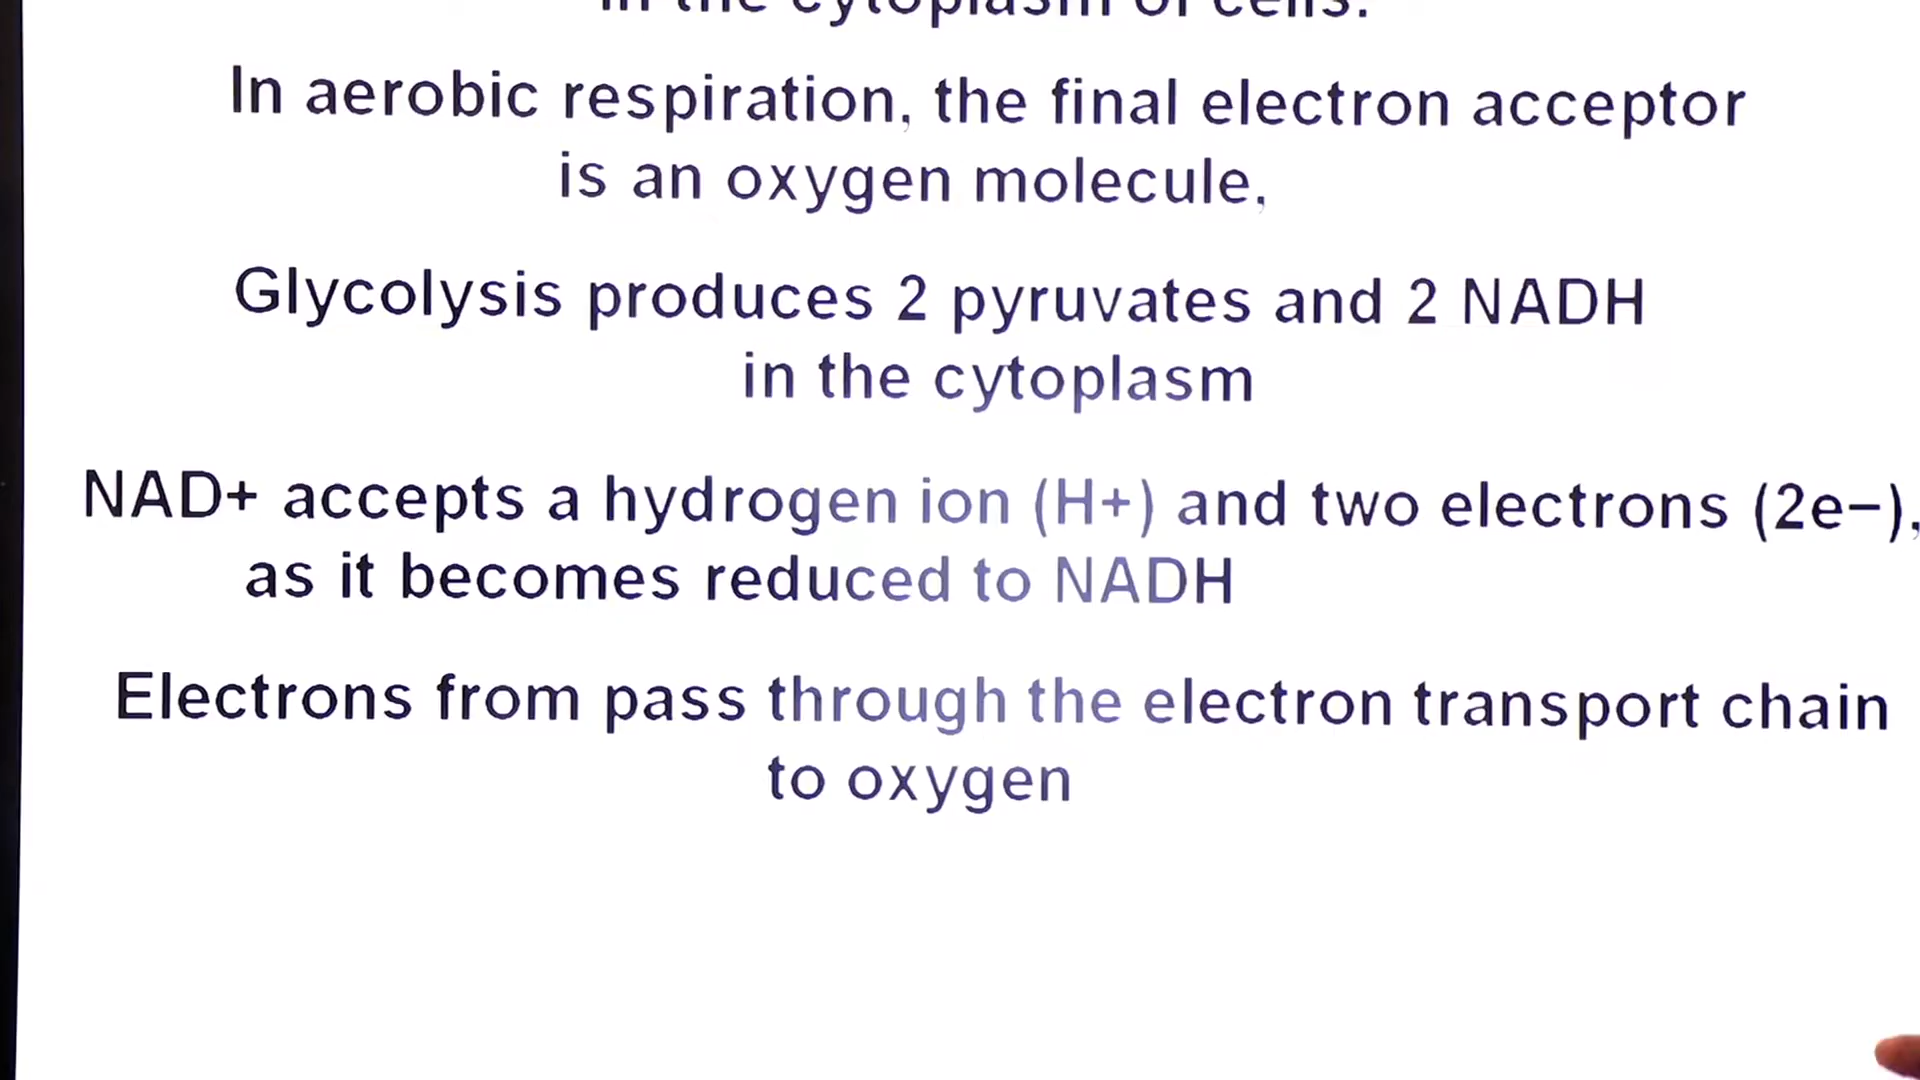 in the cytoplasm of cells.
In aerobic respiration, the final electron acceptor
is an oxygen molecule,
Glycolysis produces 2 pyruvates and 2 NADH
in the cytoplasm
NAD+ accepts a hydrogen ion (H+) and two electrons (2e−),
as it becomes reduced to NADH
Electrons from pass through the electron transport chain
to oxygen